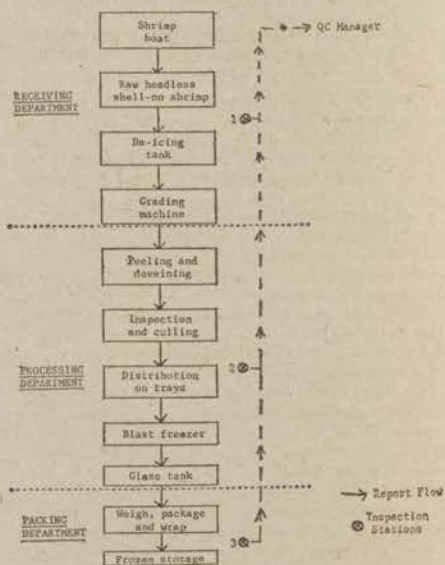 Shrimp
boat
QC Manager
Raw headless
shell-on shrimp
RECEIVING
DEPARTMENT
1
De-icing
tank
Grading
machine
Peeling and
deveining
Inspection
and culling
PROCESSING
DEPARTMENT
2
Distribution
on trays
Blast freezer
Glaze tank
Report Flow
PACKING
DEPARTMENT
Weigh, package
and wrap
Inspection
Stations
3
Frozen storage